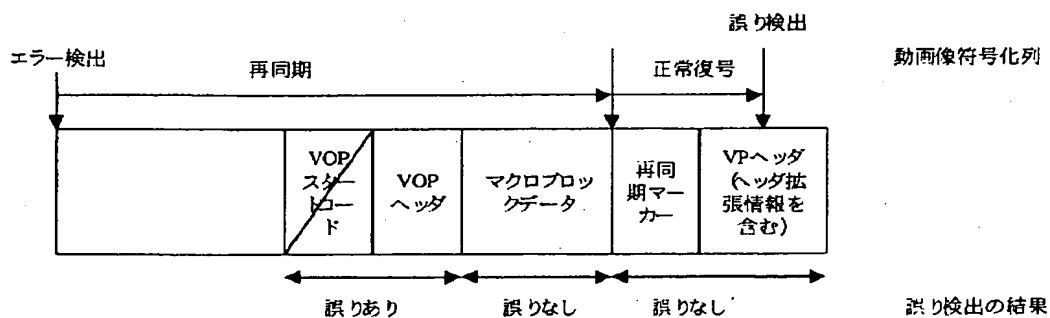 誤り検出
エラー検出
再同期
正常復号
動画像符号化列
VOP
スター
トコー
ド
VOP
ヘッダ
マクロブロッ
クデータ
再同
期マー
カー
VPヘッダ
(ヘッダ拡
張情報を
含む)
誤りあり
誤りなし
誤りなし
誤り検出の結果